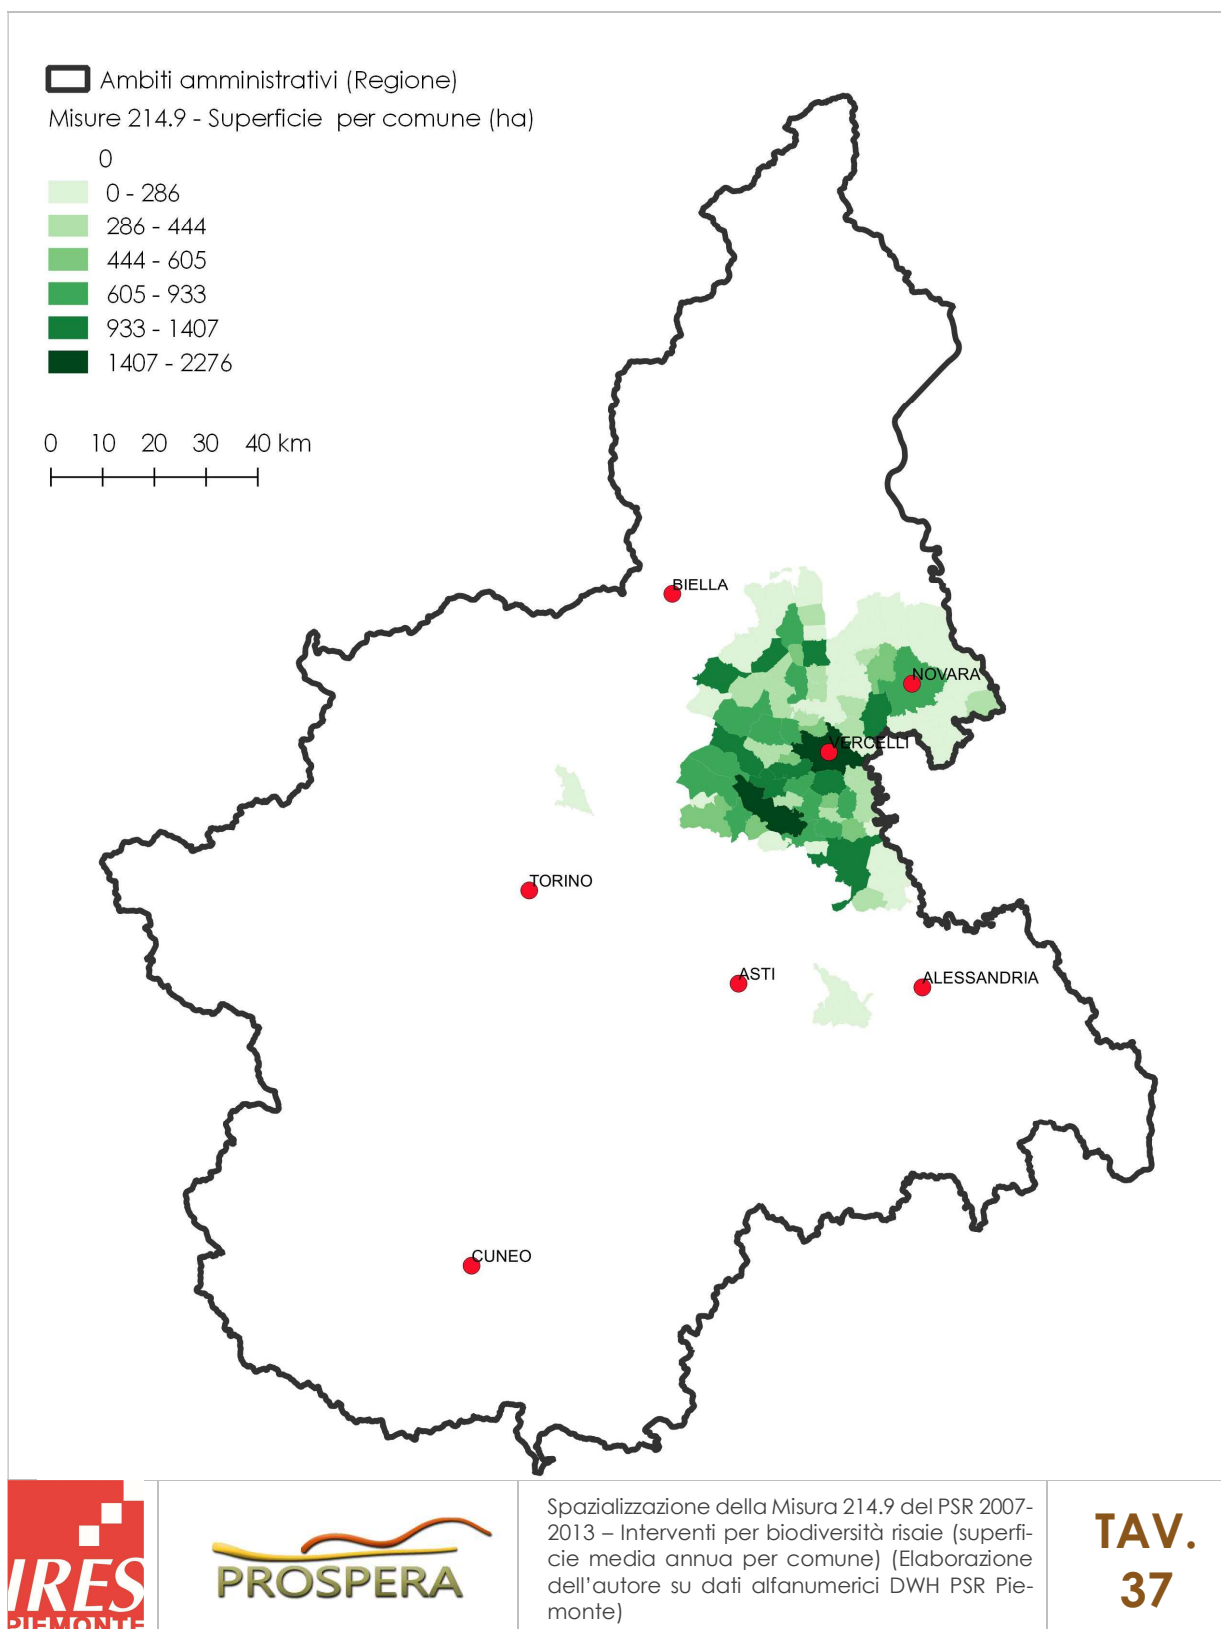 Ambiti amministrativi (Regione)
Misure 214.9 - Superficie per comune (ha)
0
0 - 286
286 - 444
444 - 605
605 - 933
933 - 1407
1407 - 2276
0 10 20 30 40 km
BIELLA
NOVARA
VERCELLI
TORINO
ASTI
ALESSANDRIA
CUNEO
IRES
PIEMONTE
PROSPERA
Spazializzazione della Misura 214.9 del PSR 2007-
2013 – Interventi per biodiversità risaie (superfi-
cie media annua per comune) (Elaborazione
dell'autore su dati alfanumerici DWH PSR Pie-
monte)
TAV.
37